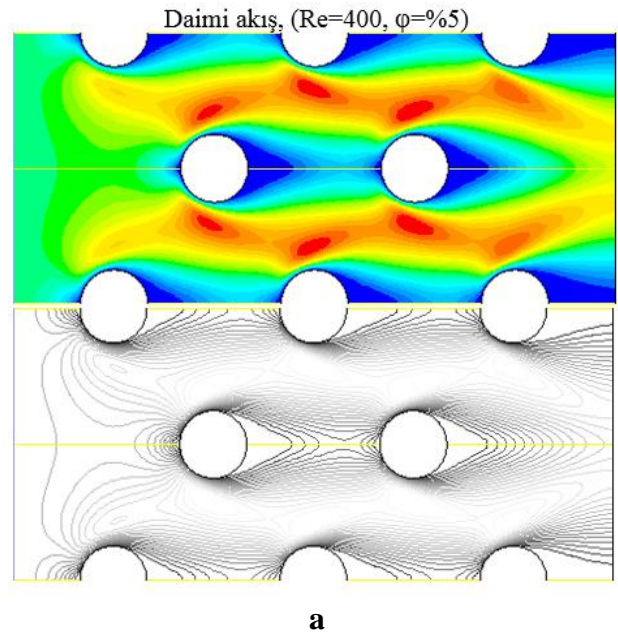 Daimi akış, (Re=400, φ=%5)
a